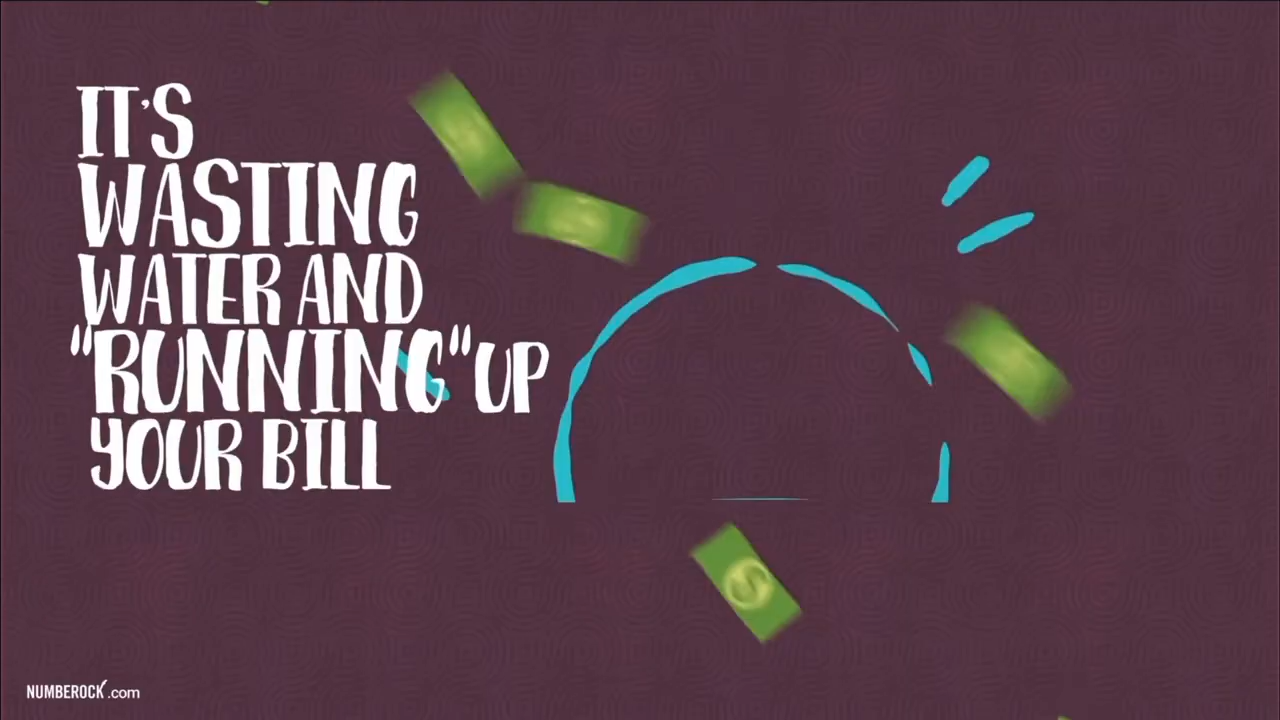 IT'S
WASTING
WATER AND
"RUNNING" UP
YOUR BILL
NUMBEROCK.com